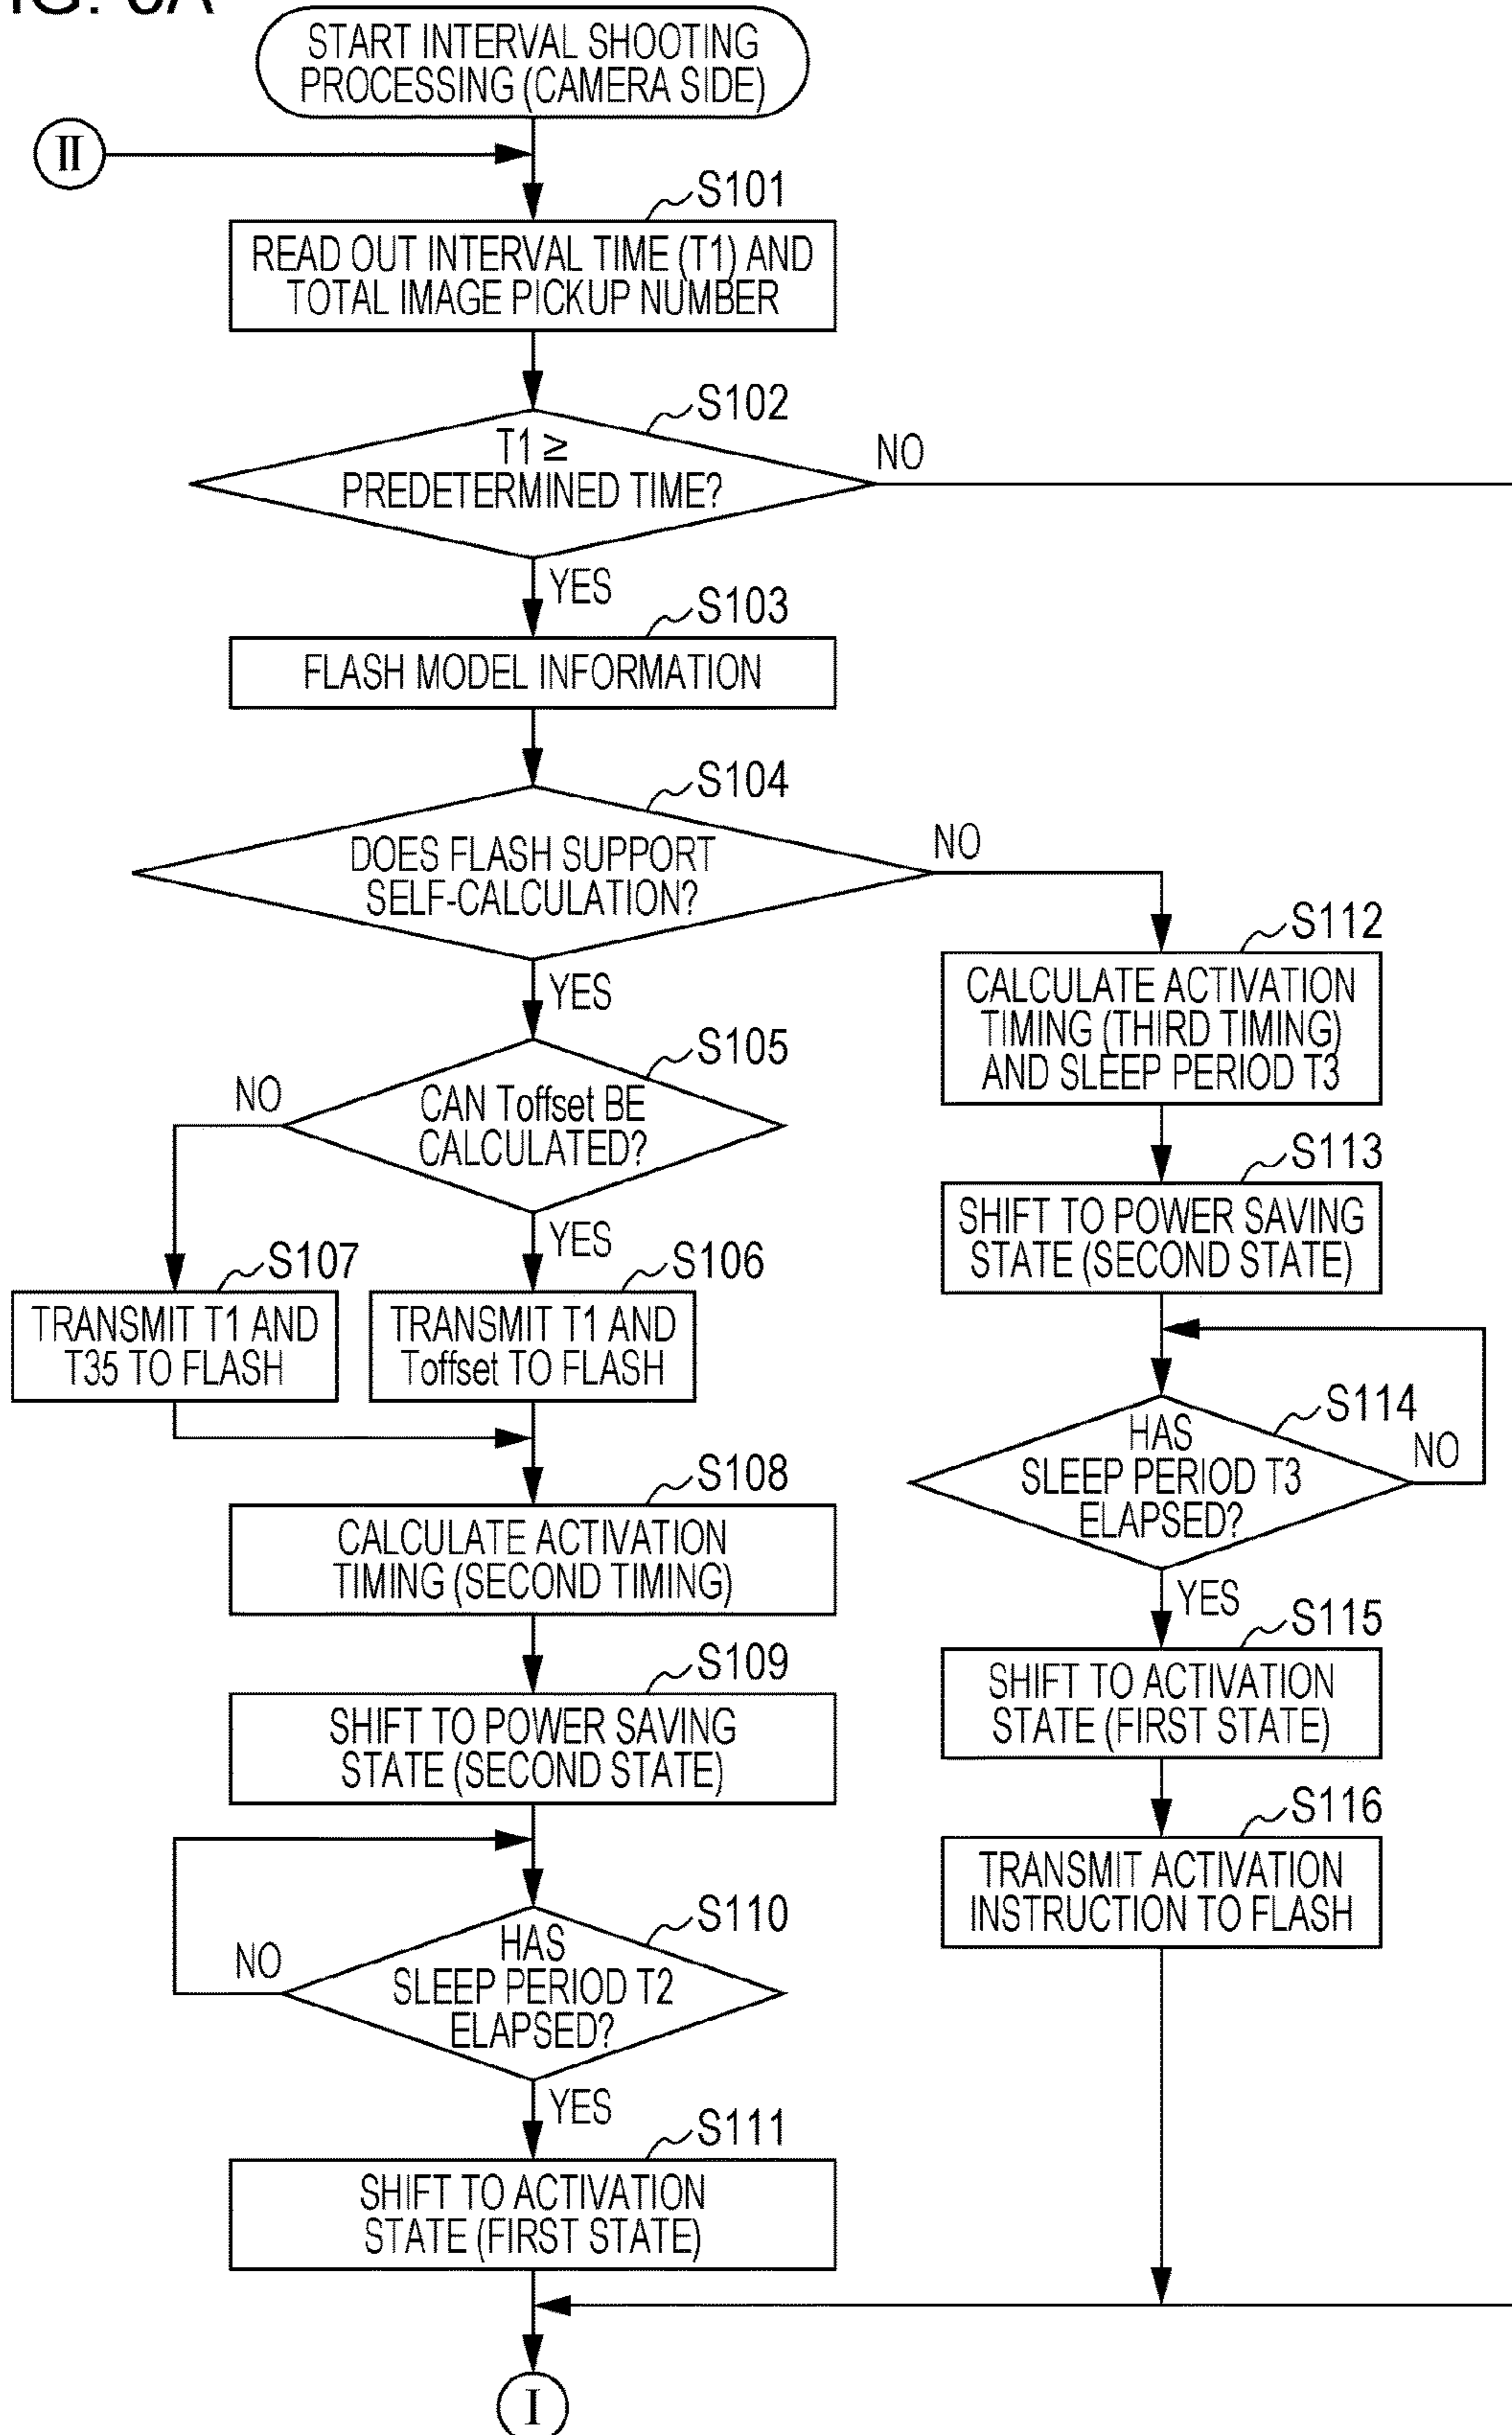 START INTERVAL SHOOTING
PROCESSING (CAMERA SIDE)
II
S101
READ OUT INTERVAL TIME (T1) AND
TOTAL IMAGE PICKUP NUMBER
S102
T1 ≥
PREDETERMINED TIME?
NO
YES
S103
FLASH MODEL INFORMATION
S104
DOES FLASH SUPPORT
SELF-CALCULATION?
NO
YES
S105
CAN Toffset BE
CALCULATED?
NO
YES
S107
TRANSMIT T1 AND
T35 TO FLASH
S106
TRANSMIT T1 AND
Toffset TO FLASH
S108
CALCULATE ACTIVATION
TIMING (SECOND TIMING)
S109
SHIFT TO POWER SAVING
STATE (SECOND STATE)
S110
HAS
SLEEP PERIOD T2
ELAPSED?
NO
YES
S111
SHIFT TO ACTIVATION
STATE (FIRST STATE)
S112
CALCULATE ACTIVATION
TIMING (THIRD TIMING)
AND SLEEP PERIOD T3
S113
SHIFT TO POWER SAVING
STATE (SECOND STATE)
S114
HAS
SLEEP PERIOD T3
ELAPSED?
NO
YES
S115
SHIFT TO ACTIVATION
STATE (FIRST STATE)
S116
TRANSMIT ACTIVATION
INSTRUCTION TO FLASH
I